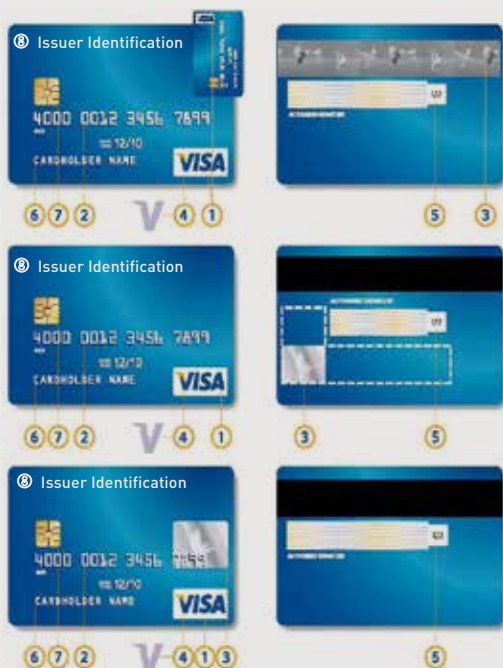 ⑧ Issuer Identification
4000 0012 3456 7899
12/10
CARDHOLDER NAME
VISA
⑥ ⑦ ② V ④ ①
⑤ ③
⑧ Issuer Identification
4000 0012 3456 7899
12/10
CARDHOLDER NAME
VISA
⑥ ⑦ ② V ④ ①
③ ⑤
⑧ Issuer Identification
4000 0012 3456 7899
12/10
CARDHOLDER NAME
VISA
⑥ ⑦ ② V ④ ① ③
⑤